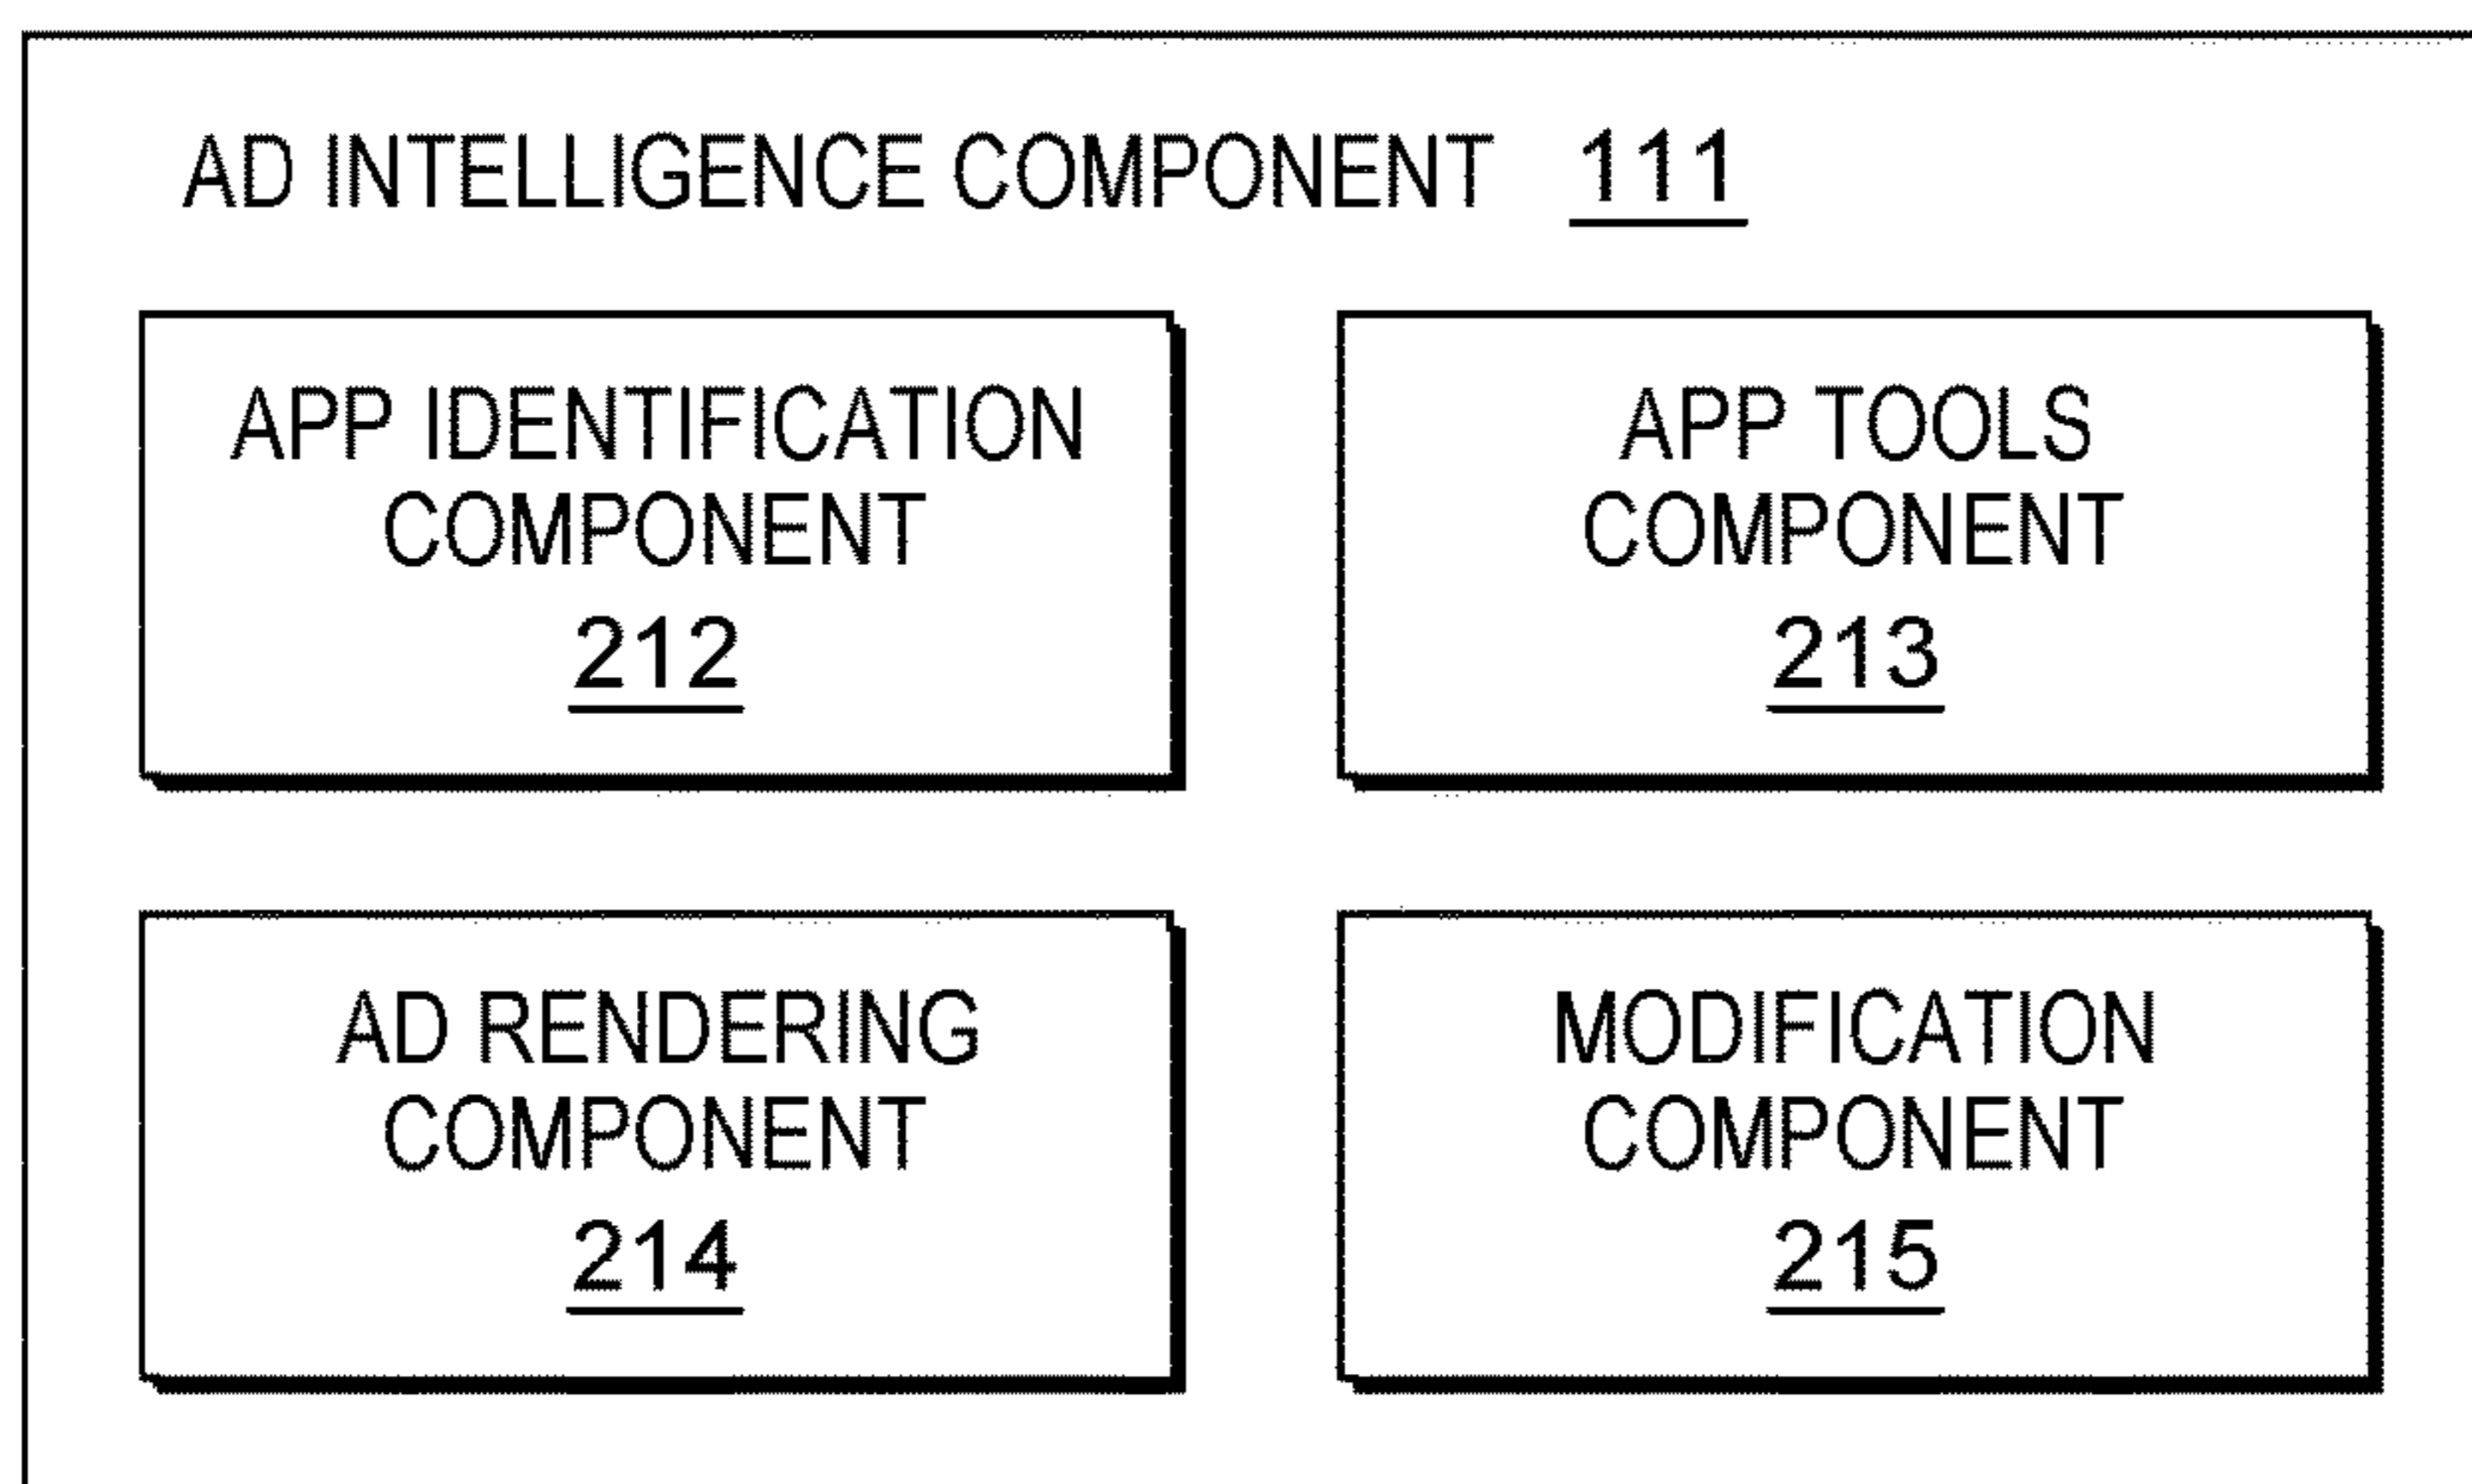 AD INTELLIGENCE COMPONENT 111
APP IDENTIFICATION
COMPONENT
212
APP TOOLS
COMPONENT
213
AD RENDERING
COMPONENT
214
MODIFICATION
COMPONENT
215